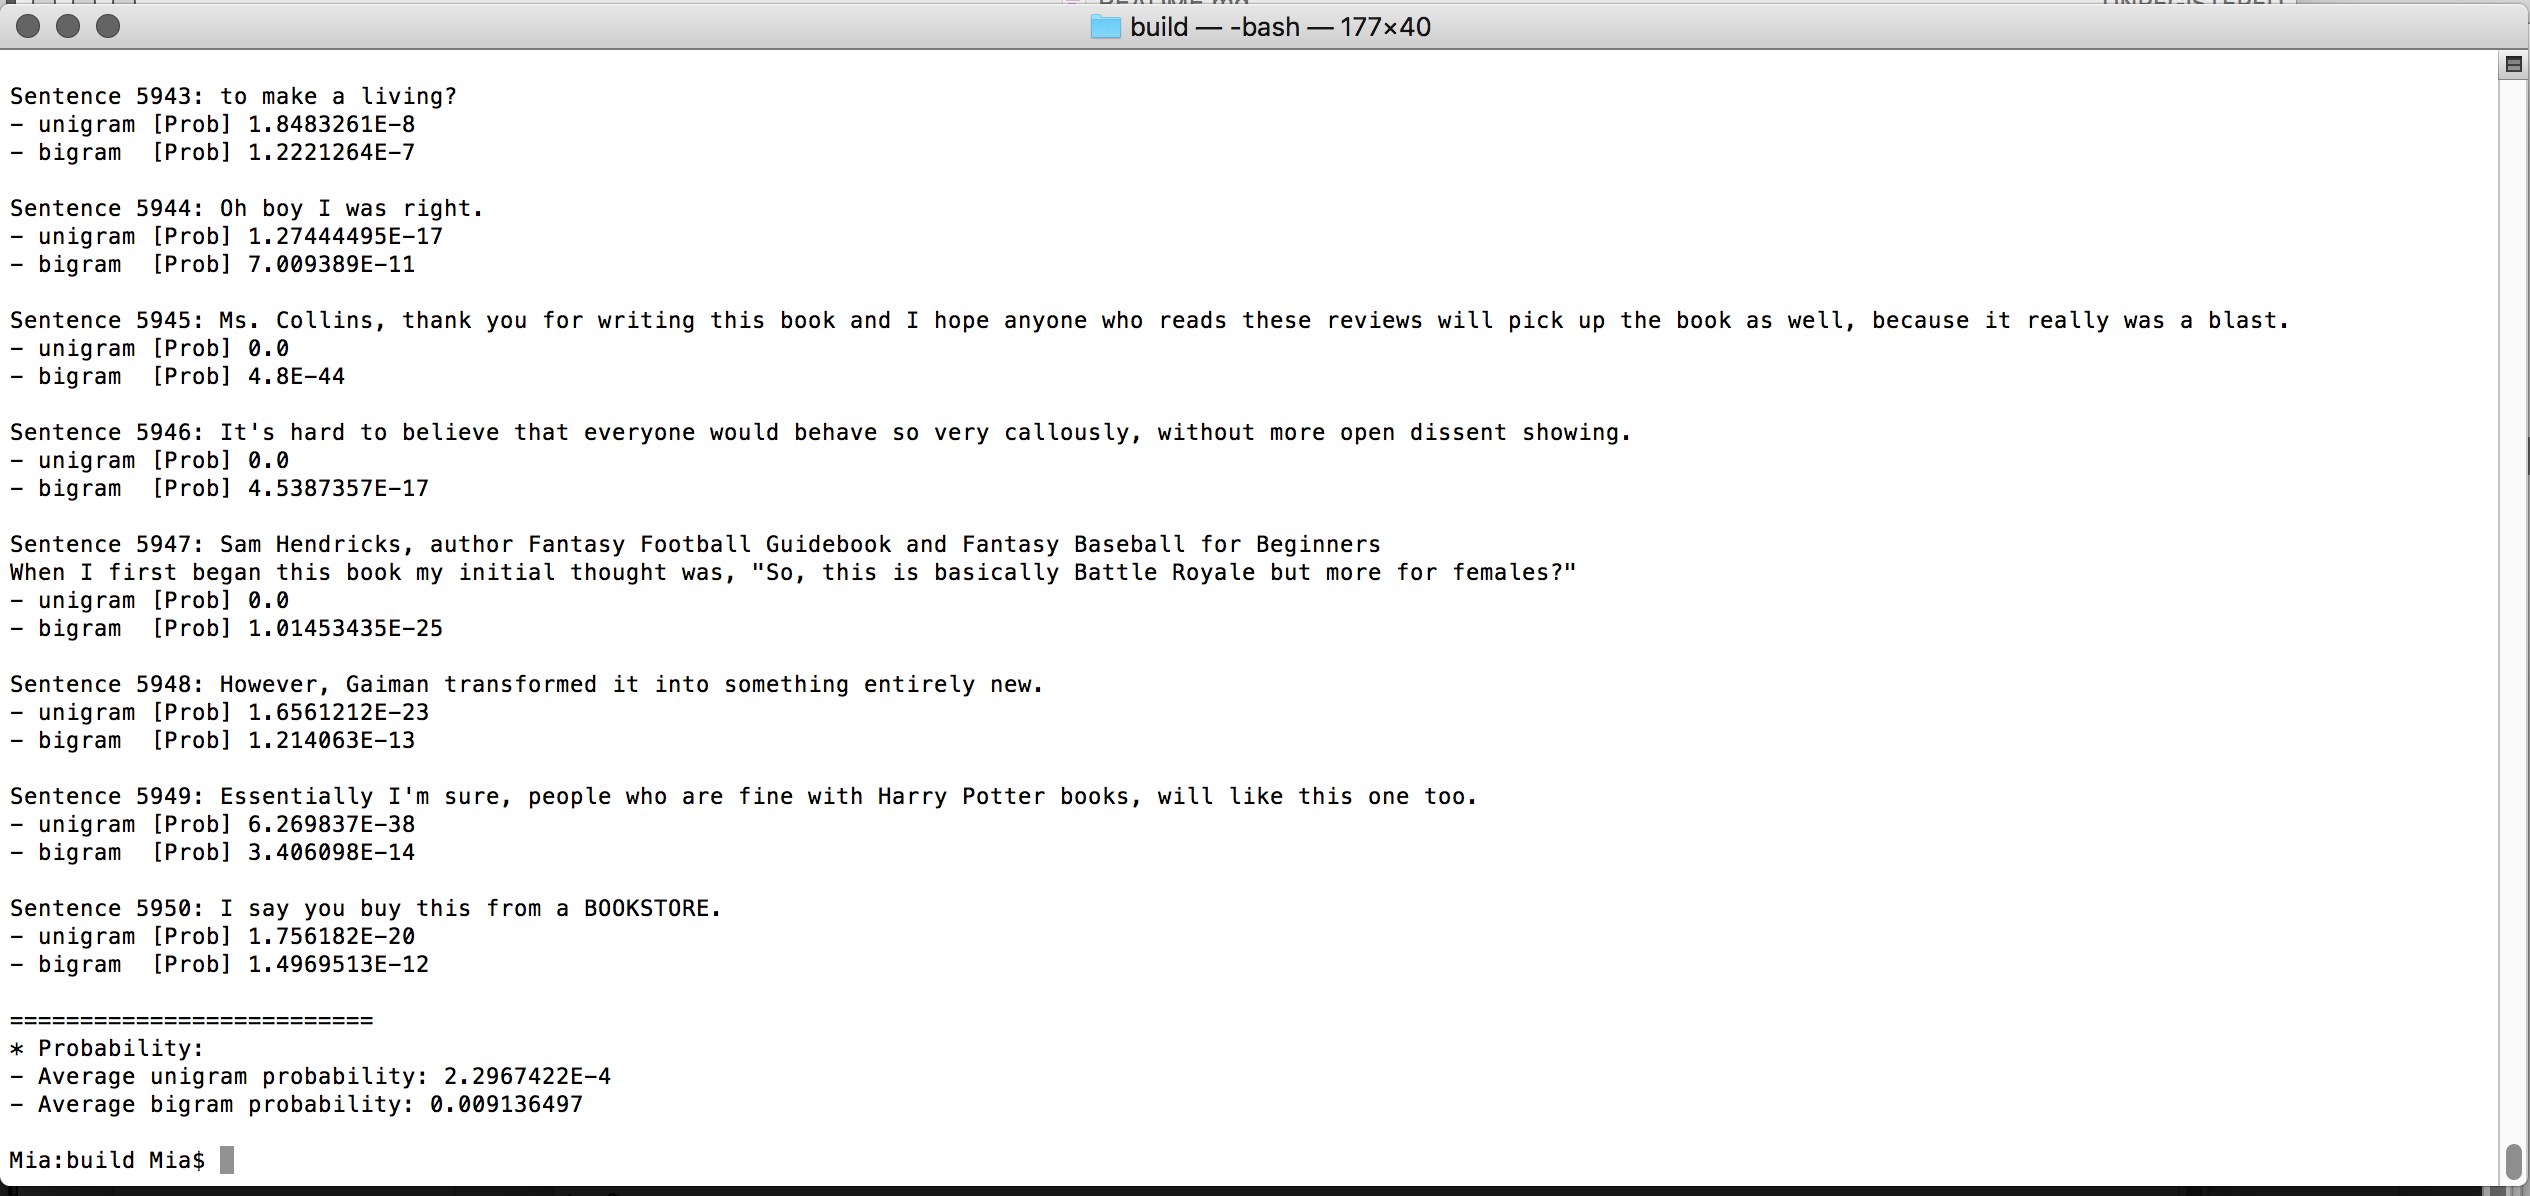 build — -bash — 177×40
Sentence 5943: to make a living?
- unigram [Prob] 1.8483261E-8
- bigram  [Prob] 1.2221264E-7
Sentence 5944: Oh boy I was right.
- unigram [Prob] 1.27444495E-17
- bigram  [Prob] 7.009389E-11
Sentence 5945: Ms. Collins, thank you for writing this book and I hope anyone who reads these reviews will pick up the book as well, because it really was a blast.
- unigram [Prob] 0.0
- bigram  [Prob] 4.8E-44
Sentence 5946: It's hard to believe that everyone would behave so very callously, without more open dissent showing.
- unigram [Prob] 0.0
- bigram  [Prob] 4.5387357E-17
Sentence 5947: Sam Hendricks, author Fantasy Football Guidebook and Fantasy Baseball for Beginners
When I first began this book my initial thought was, "So, this is basically Battle Royale but more for females?"
- unigram [Prob] 0.0
- bigram  [Prob] 1.01453435E-25
Sentence 5948: However, Gaiman transformed it into something entirely new.
- unigram [Prob] 1.6561212E-23
- bigram  [Prob] 1.214063E-13
Sentence 5949: Essentially I'm sure, people who are fine with Harry Potter books, will like this one too.
- unigram [Prob] 6.269837E-38
- bigram  [Prob] 3.406098E-14
Sentence 5950: I say you buy this from a BOOKSTORE.
- unigram [Prob] 1.756182E-20
- bigram  [Prob] 1.4969513E-12
==========================
* Probability:
- Average unigram probability: 2.2967422E-4
- Average bigram probability: 0.009136497
Mia:build Mia$